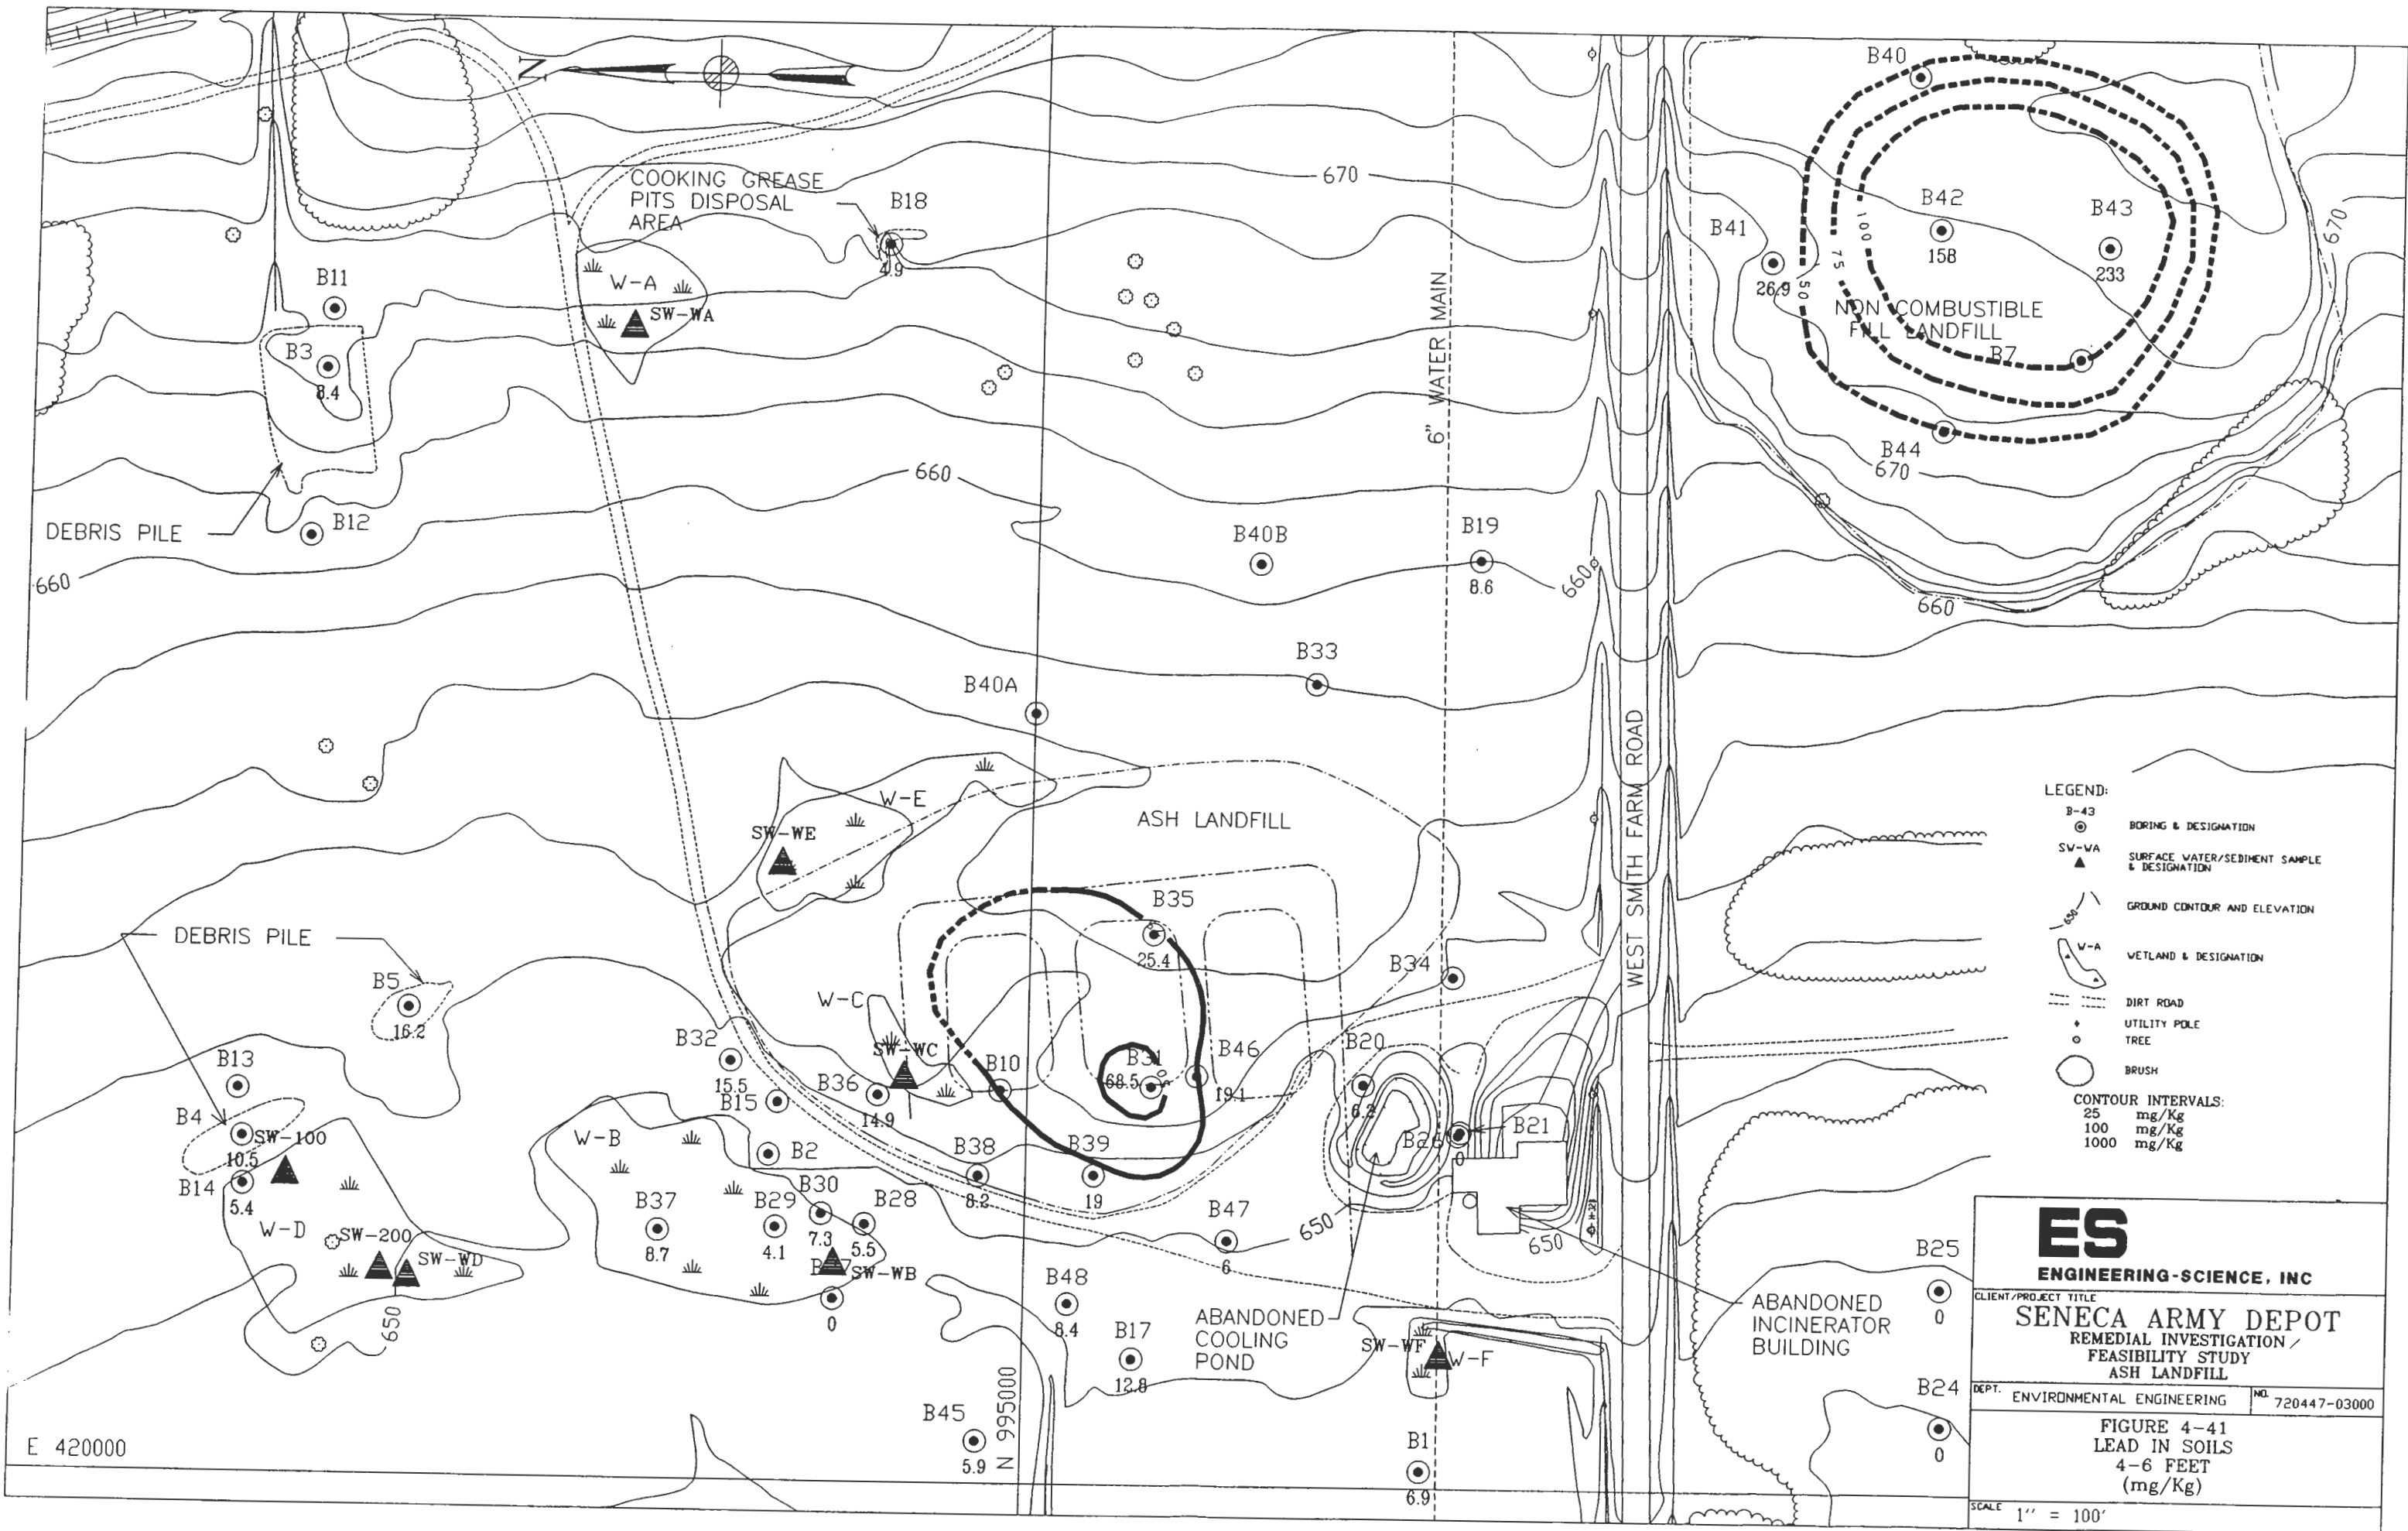 N
COOKING GREASE
PITS DISPOSAL
AREA
B18
4.9
670
B40
B41
26.9
B42
158
B43
233
50
75
100
NON COMBUSTIBLE
FILL LANDFILL
B7
B44
670
670
660
W-A
SW-WA
B11
B3
8.4
DEBRIS PILE
B12
660
660
6" WATER MAIN
B40B
B19
8.6
660
B33
B40A
WEST SMITH FARM ROAD
W-E
SW-WE
ASH LANDFILL
DEBRIS PILE
B5
16.2
B35
25.4
B34
W-C
SW-WC
B32
15.5
B15
B36
14.9
B10
B31
68.5
50
B46
19.1
B20
6.2
B26
B21
0
B13
B4
10.5
SW-100
B14
5.4
W-D
SW-200
SW-WD
650
W-B
B2
B37
8.7
B29
4.1
B30
7.3
B28
5.5
SW-WB
0
B38
8.2
B39
19
B47
6
650
650
B48
8.4
B17
12.8
ABANDONED
COOLING
POND
SW-WF
W-F
ABANDONED
INCINERATOR
BUILDING
B25
0
B24
0
B45
5.9
N 995000
B1
6.9
E 420000
LEGEND:
B-43
BORING & DESIGNATION
SW-WA
SURFACE WATER/SEDIMENT SAMPLE
& DESIGNATION
650
GROUND CONTOUR AND ELEVATION
W-A
WETLAND & DESIGNATION
DIRT ROAD
UTILITY POLE
TREE
BRUSH
CONTOUR INTERVALS:
25 mg/Kg
100 mg/Kg
1000 mg/Kg
ES
ENGINEERING-SCIENCE, INC
CLIENT/PROJECT TITLE
SENECA ARMY DEPOT
REMEDIAL INVESTIGATION/
FEASIBILITY STUDY
ASH LANDFILL
DEPT. ENVIRONMENTAL ENGINEERING NO. 720447-03000
FIGURE 4-41
LEAD IN SOILS
4-6 FEET
(mg/Kg)
SCALE 1'' = 100'